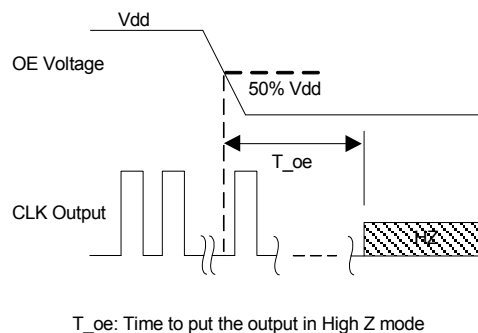 Vdd
OE Voltage
50% Vdd
T_oe
CLK Output
HZ
T_oe: Time to put the output in High Z mode